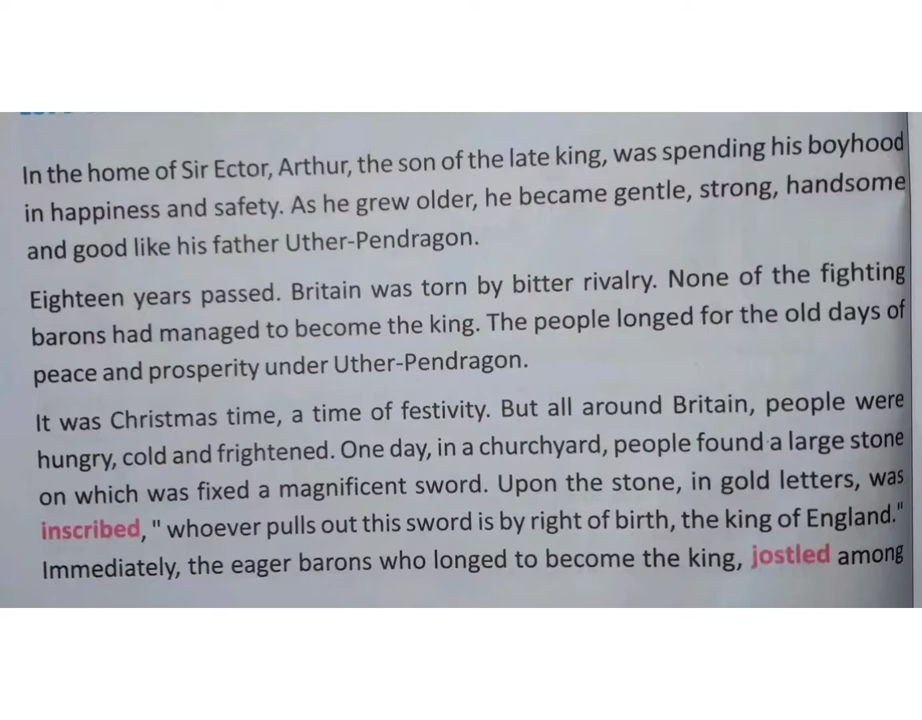 In the home of Sir Ector, Arthur, the son of the late king, was spending his boyhood
in happiness and safety. As he grew older, he became gentle, strong, handsome
and good like his father Uther-Pendragon.
Eighteen years passed. Britain was torn by bitter rivalry. None of the fighting
barons had managed to become the king. The people longed for the old days of
peace and prosperity under Uther-Pendragon.
It was Christmas time, a time of festivity. But all around Britain, people were
hungry, cold and frightened. One day, in a churchyard, people found a large stone
on which was fixed a magnificent sword. Upon the stone, in gold letters, was
inscribed, " whoever pulls out this sword is by right of birth, the king of England."
Immediately, the eager barons who longed to become the king, jostled among